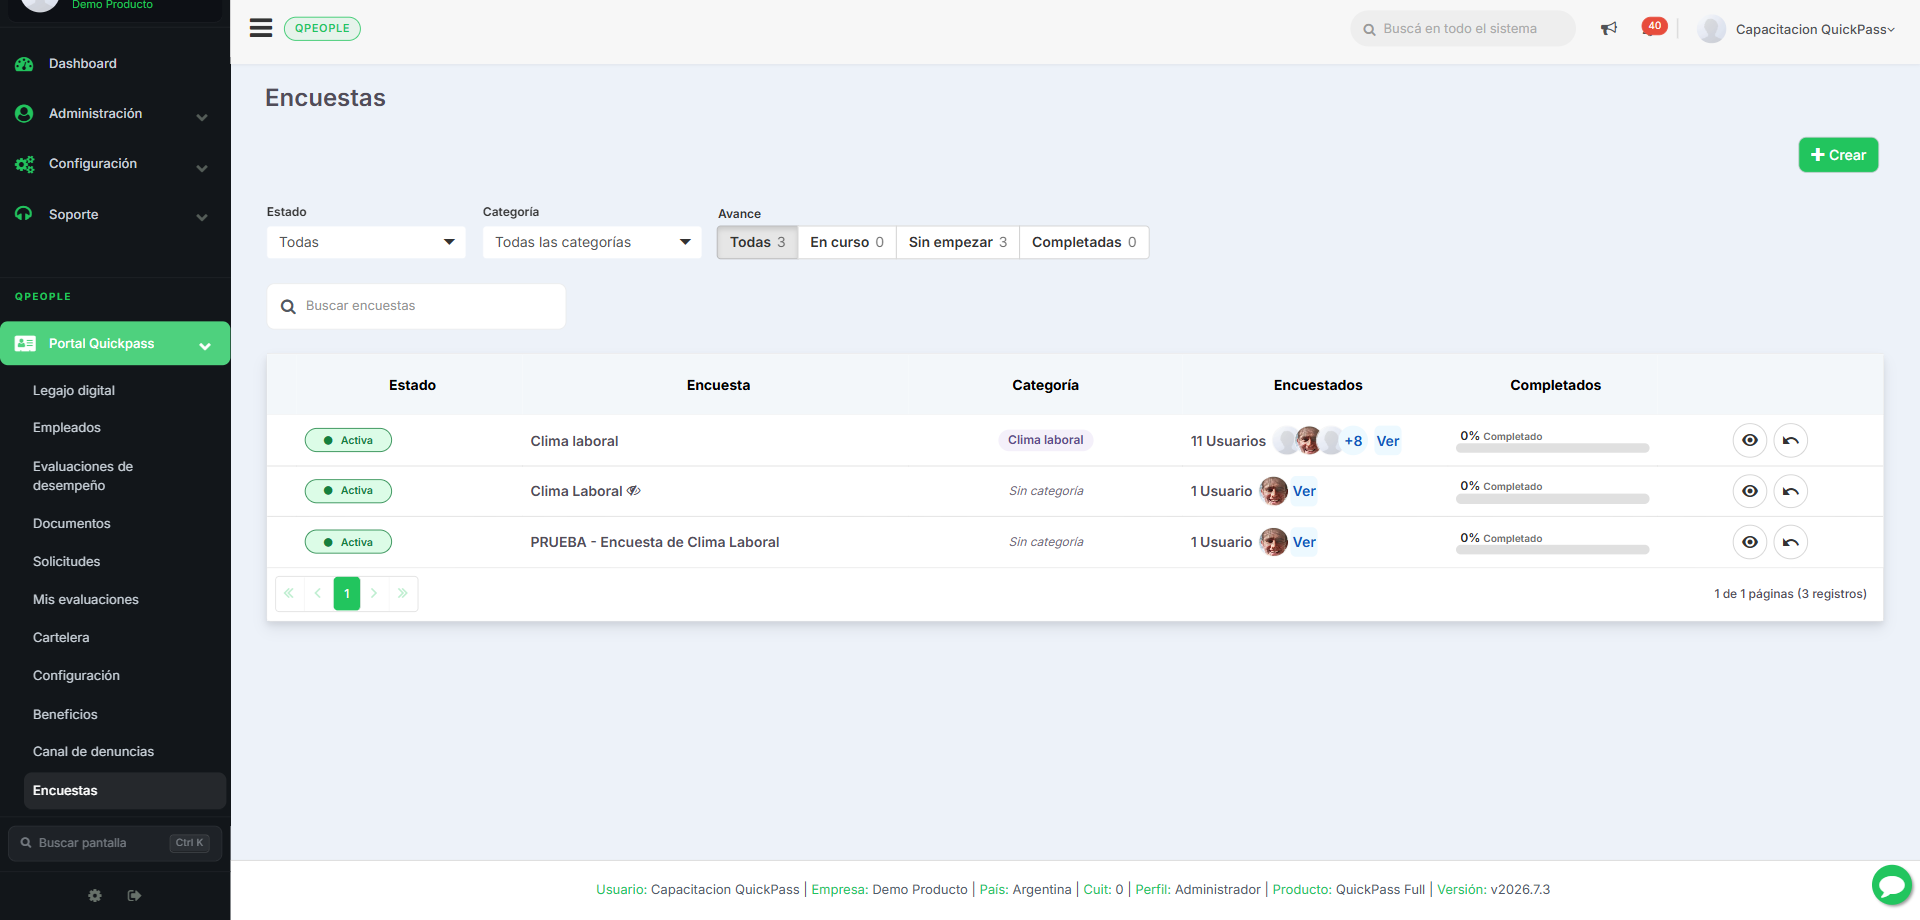 Demo Producto
Dashboard
Administración
Configuración
Soporte
QPEOPLE
Portal Quickpass
Legajo digital
Empleados
Evaluaciones de
desempeño
Documentos
Solicitudes
Mis evaluaciones
Cartelera
Configuración
Beneficios
Canal de denuncias
Encuestas
Buscar pantalla Ctrl K
QPEOPLE
Buscá en todo el sistema
40
Capacitacion QuickPass
Encuestas
Crear
Estado
Todas
Categoría
Todas las categorías
Avance
Todas 3 En curso 0 Sin empezar 3 Completadas 0
Buscar encuestas
Estado Encuesta Categoría Encuestados Completados
Activa Clima laboral Clima laboral 11 Usuarios +8 Ver 0% Completado
Activa Clima Laboral Sin categoría 1 Usuario Ver 0% Completado
Activa PRUEBA - Encuesta de Clima Laboral Sin categoría 1 Usuario Ver 0% Completado
« ‹ 1 › » 1 de 1 páginas (3 registros)
Usuario: Capacitacion QuickPass | Empresa: Demo Producto | País: Argentina | Cuit: 0 | Perfil: Administrador | Producto: QuickPass Full | Versión: v2026.7.3